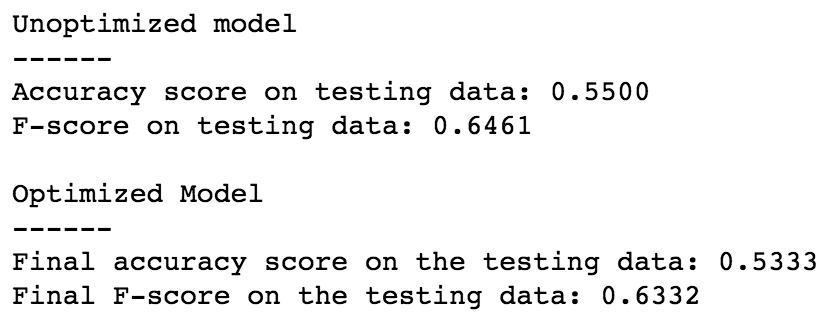 Unoptimized model
------
Accuracy score on testing data: 0.5500
F-score on testing data: 0.6461

Optimized Model
------
Final accuracy score on the testing data: 0.5333
Final F-score on the testing data: 0.6332